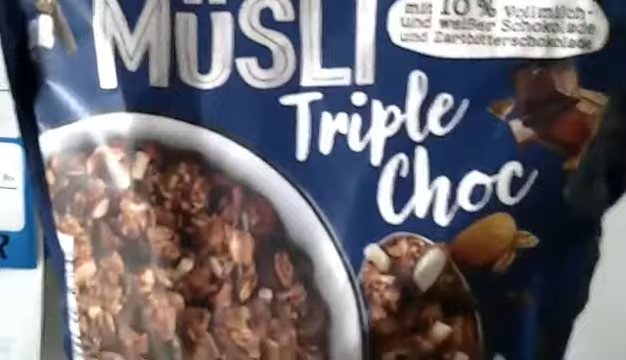 MÜSLI
mit 10 % Vollmilch-
und weißer Schokolade
und Zartbitterschokolade
Triple
Choc